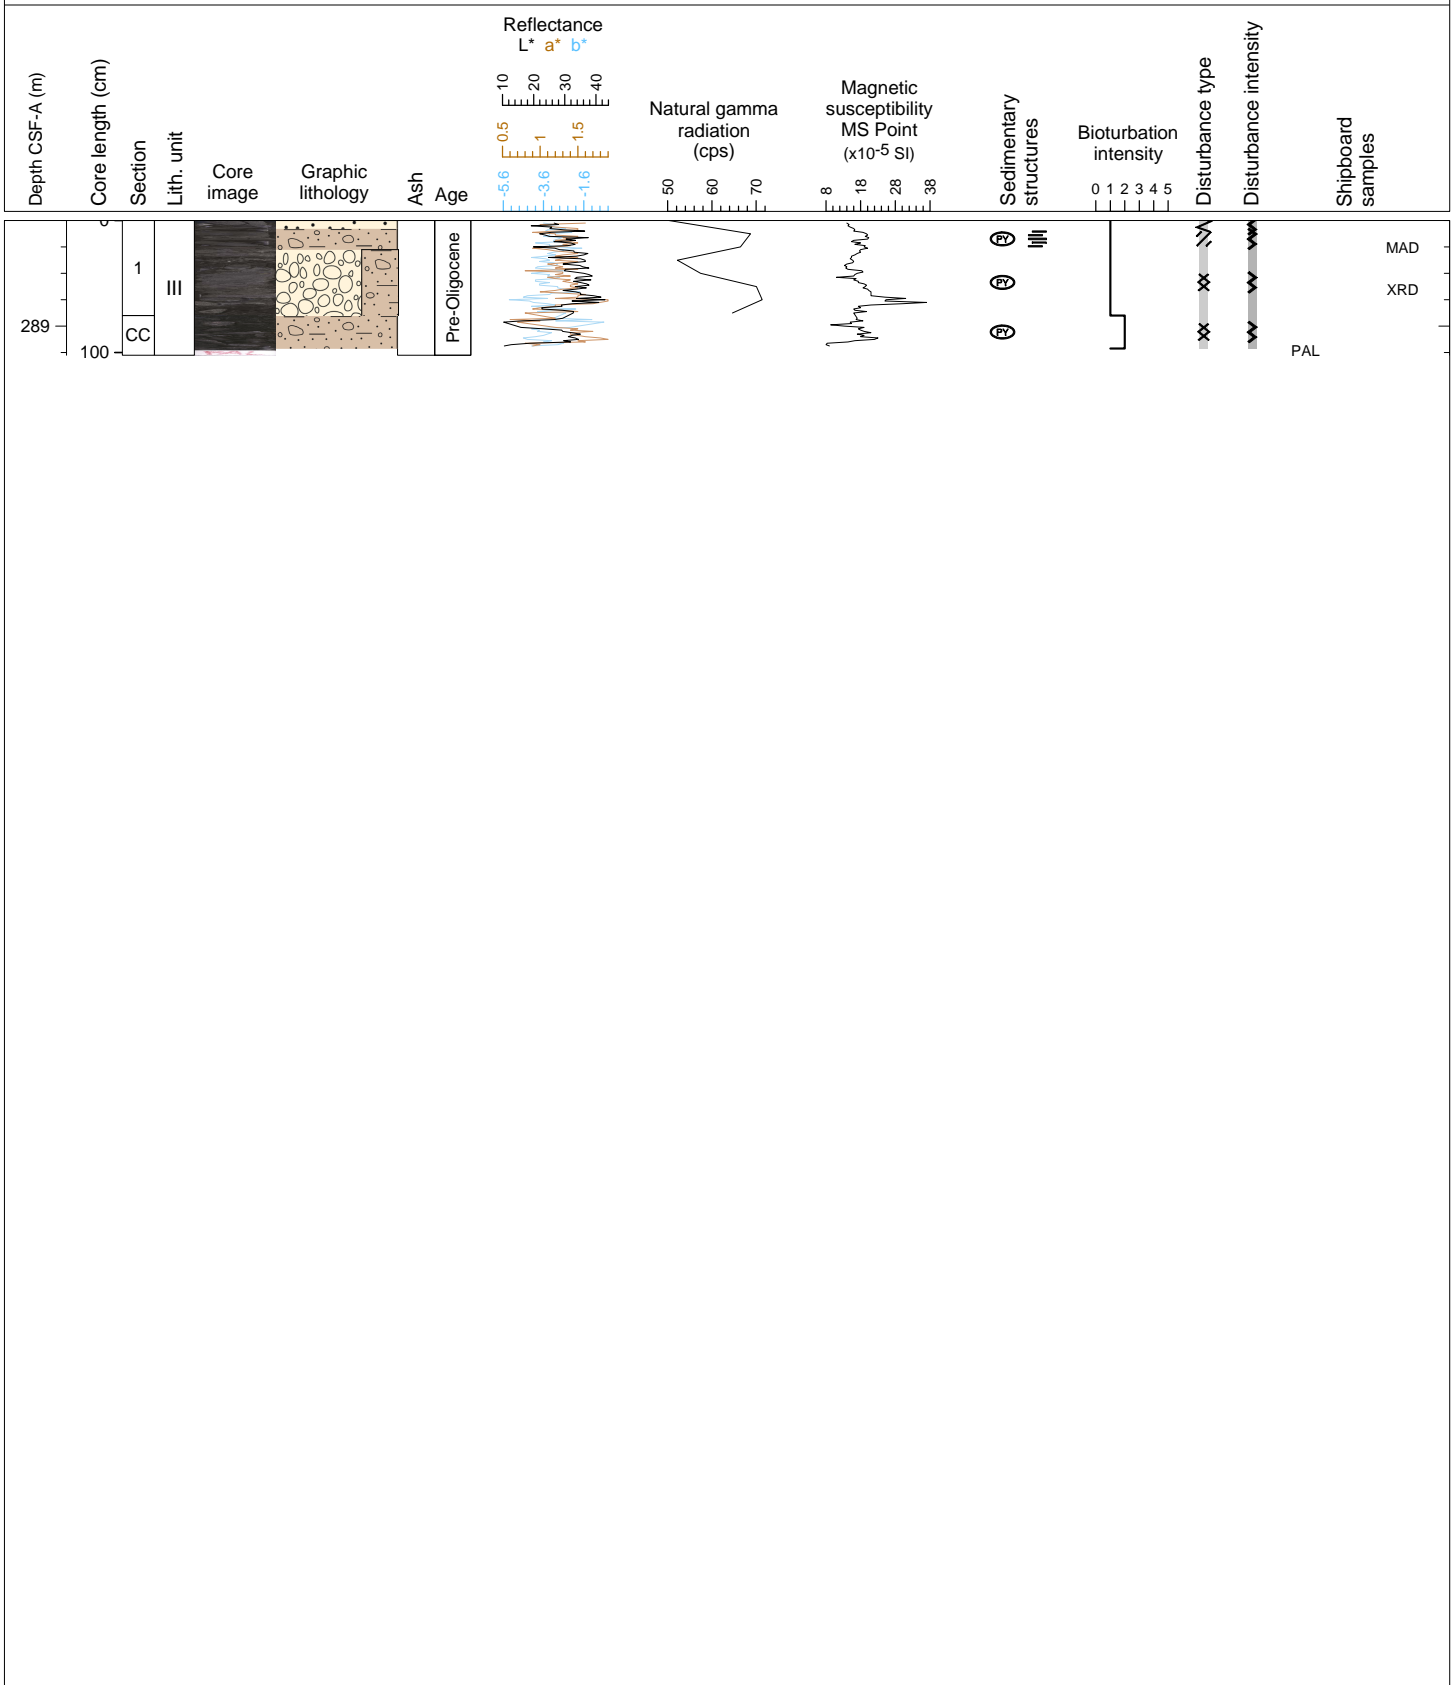 Depth CSF-A (m)
Core length (cm)
Section
Lith. unit
Core
image
Graphic
lithology
Ash
Age
Reflectance
L* a* b*
10 20 30 40
0.5 1 1.5
-5.6 -3.6 -1.6
Natural gamma
radiation
(cps)
50 60 70
Magnetic
susceptibility
MS Point
(x10-5 SI)
8 18 28 38
Sedimentary
structures
Bioturbation
intensity
0 1 2 3 4 5
Disturbance type
Disturbance intensity
Shipboard
samples
0
1
III
Pre-Oligocene
PY
MAD
PY
XRD
289
CC
PY
100
PAL